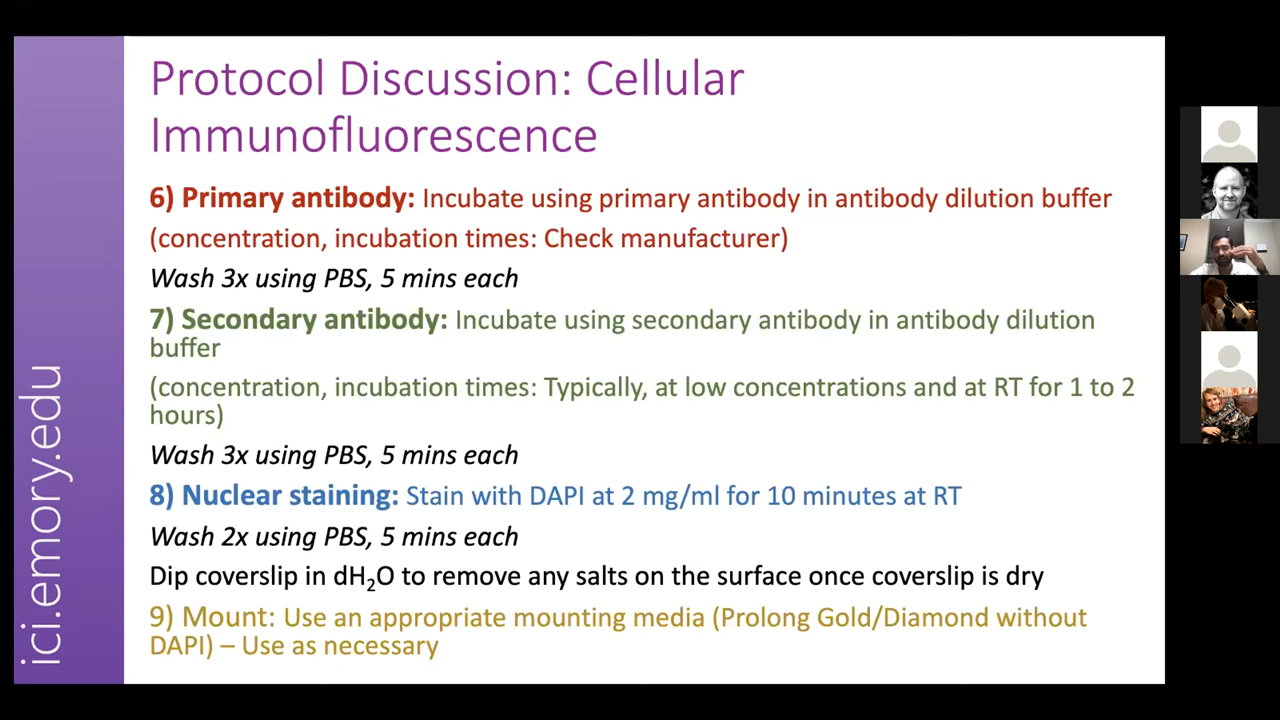 Protocol Discussion: Cellular
Immunofluorescence
6) Primary antibody: Incubate using primary antibody in antibody dilution buffer
(concentration, incubation times: Check manufacturer)
Wash 3x using PBS, 5 mins each
7) Secondary antibody: Incubate using secondary antibody in antibody dilution
buffer
(concentration, incubation times: Typically, at low concentrations and at RT for 1 to 2
hours)
Wash 3x using PBS, 5 mins each
8) Nuclear staining: Stain with DAPI at 2 mg/ml for 10 minutes at RT
Wash 2x using PBS, 5 mins each
Dip coverslip in dH₂O to remove any salts on the surface once coverslip is dry
9) Mount: Use an appropriate mounting media (Prolong Gold/Diamond without
DAPI) – Use as necessary
ici.emory.edu